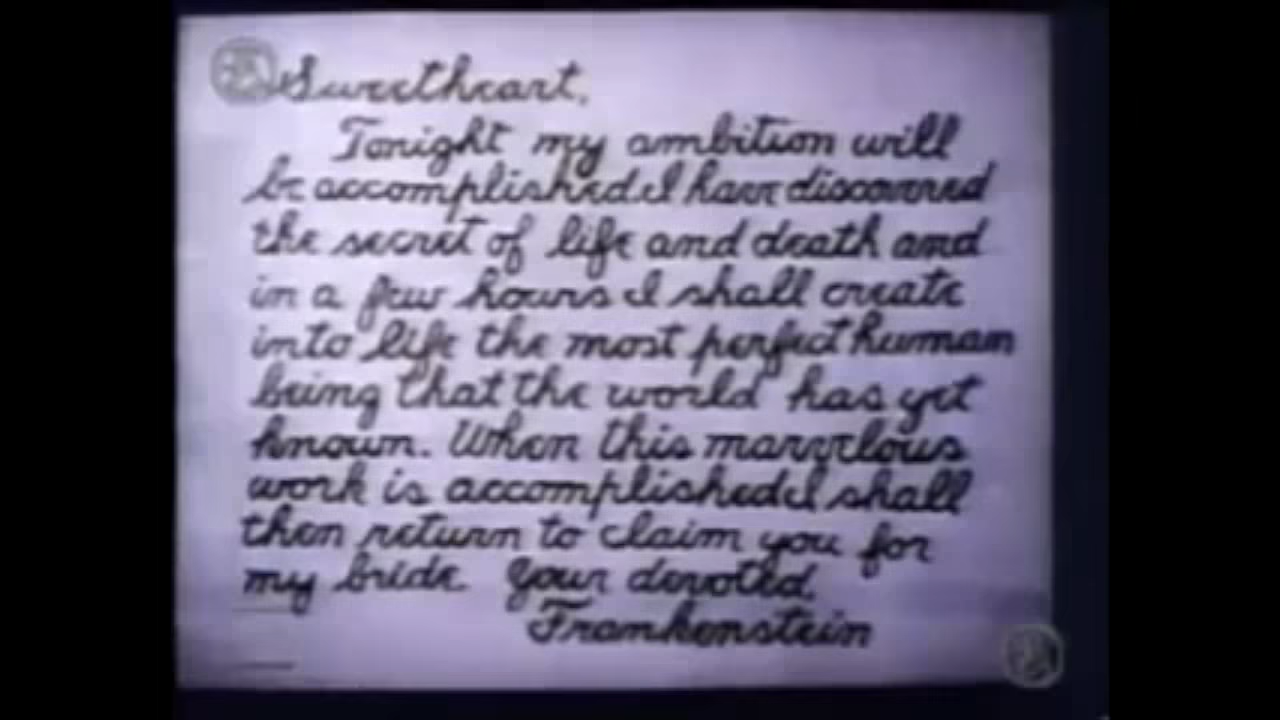 Sweetheart,
Tonight my ambition will
be accomplished. I have discovered
the secret of life and death and
in a few hours I shall create
into life the most perfect human
being that the world has yet
known. When this marvelous
work is accomplished, I shall
then return to claim you for
my bride. Your devoted,
Frankenstein